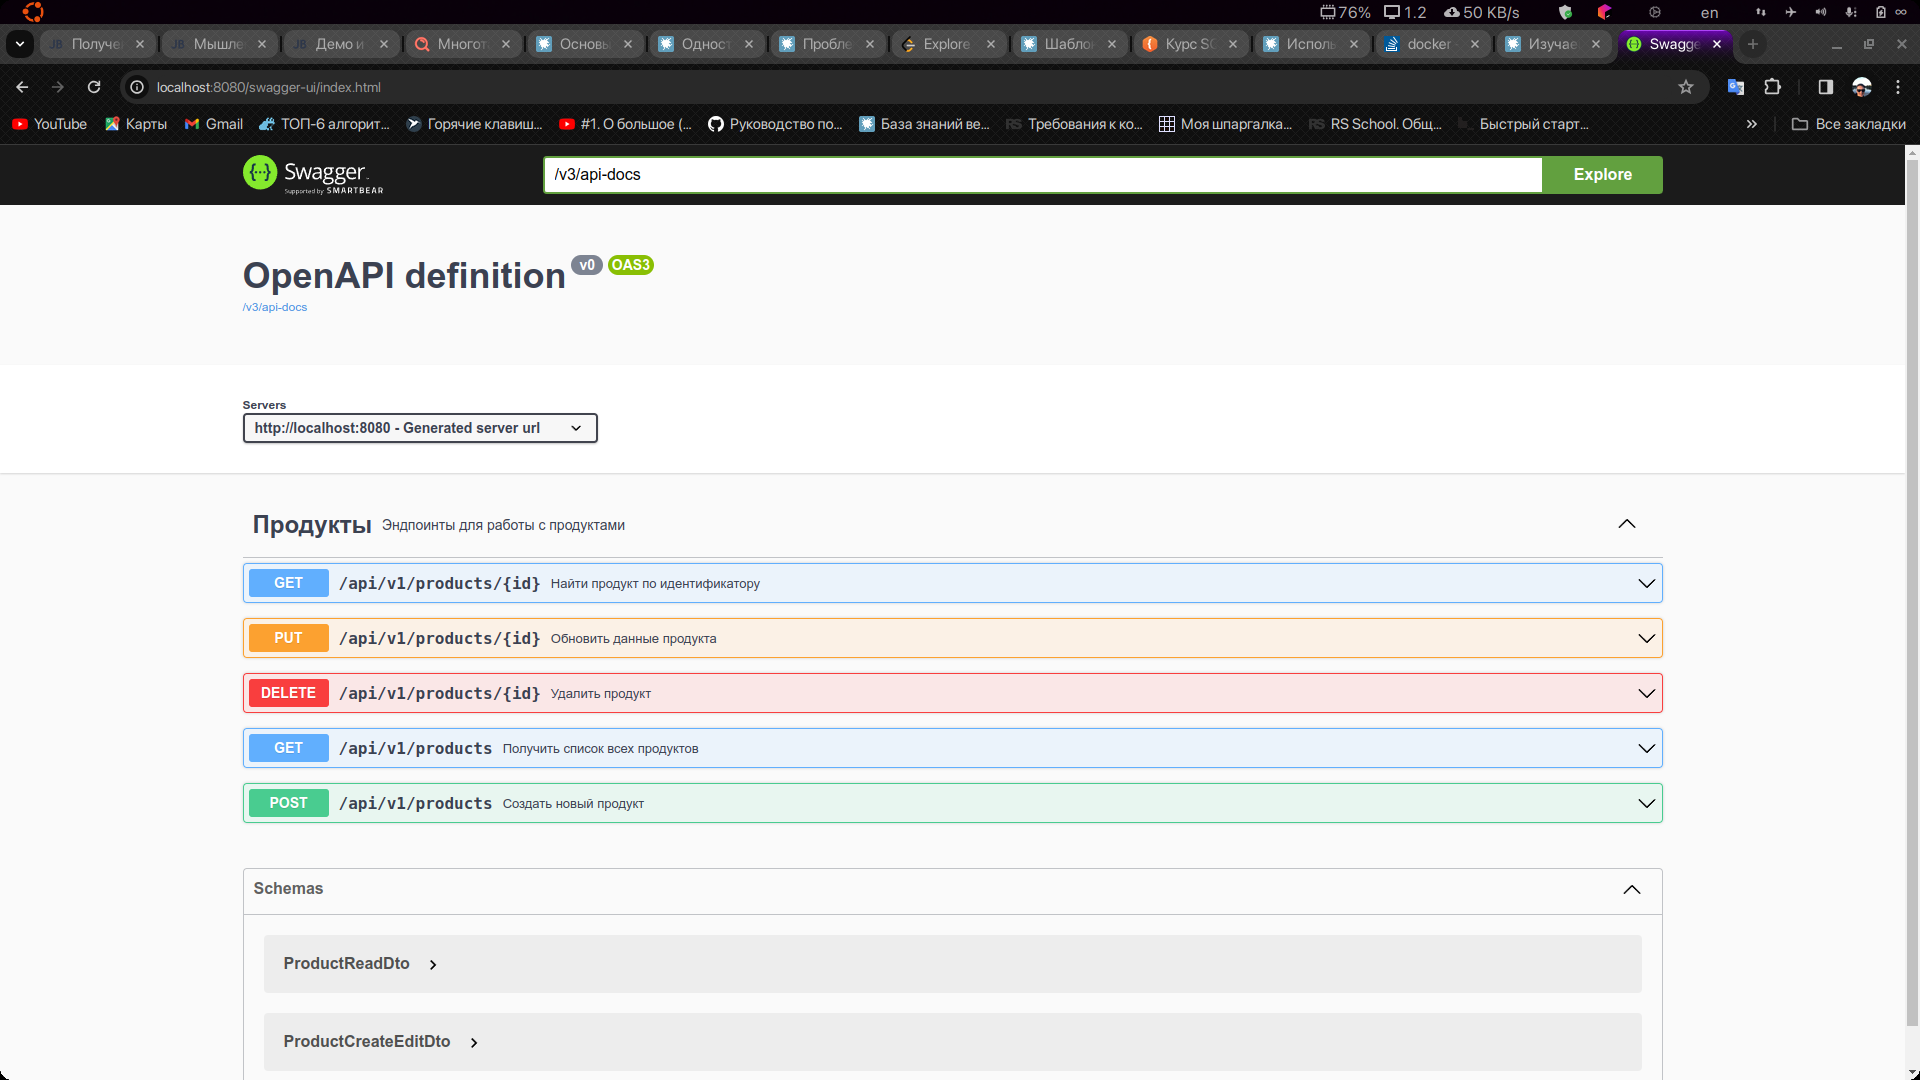 76% 1.2 50 KB/s en
Получе Мышле Демо и Многот Основы Одност Пробле Explore Шабло Курс SC Исполь docker Изучае Swagge
localhost:8080/swagger-ui/index.html
YouTube Карты Gmail ТОП-6 алгорит... Горячие клавиш... #1. О большое (... Руководство по... База знаний ве... Требования к ко... Моя шпаргалка... RS School. Общ... Быстрый старт... » Все закладки
Swagger
Supported by SMARTBEAR
/v3/api-docs Explore
OpenAPI definition v0 OAS3
/v3/api-docs
Servers
http://localhost:8080 - Generated server url
Продукты Эндпоинты для работы с продуктами
GET /api/v1/products/{id} Найти продукт по идентификатору
PUT /api/v1/products/{id} Обновить данные продукта
DELETE /api/v1/products/{id} Удалить продукт
GET /api/v1/products Получить список всех продуктов
POST /api/v1/products Создать новый продукт
Schemas
ProductReadDto
ProductCreateEditDto